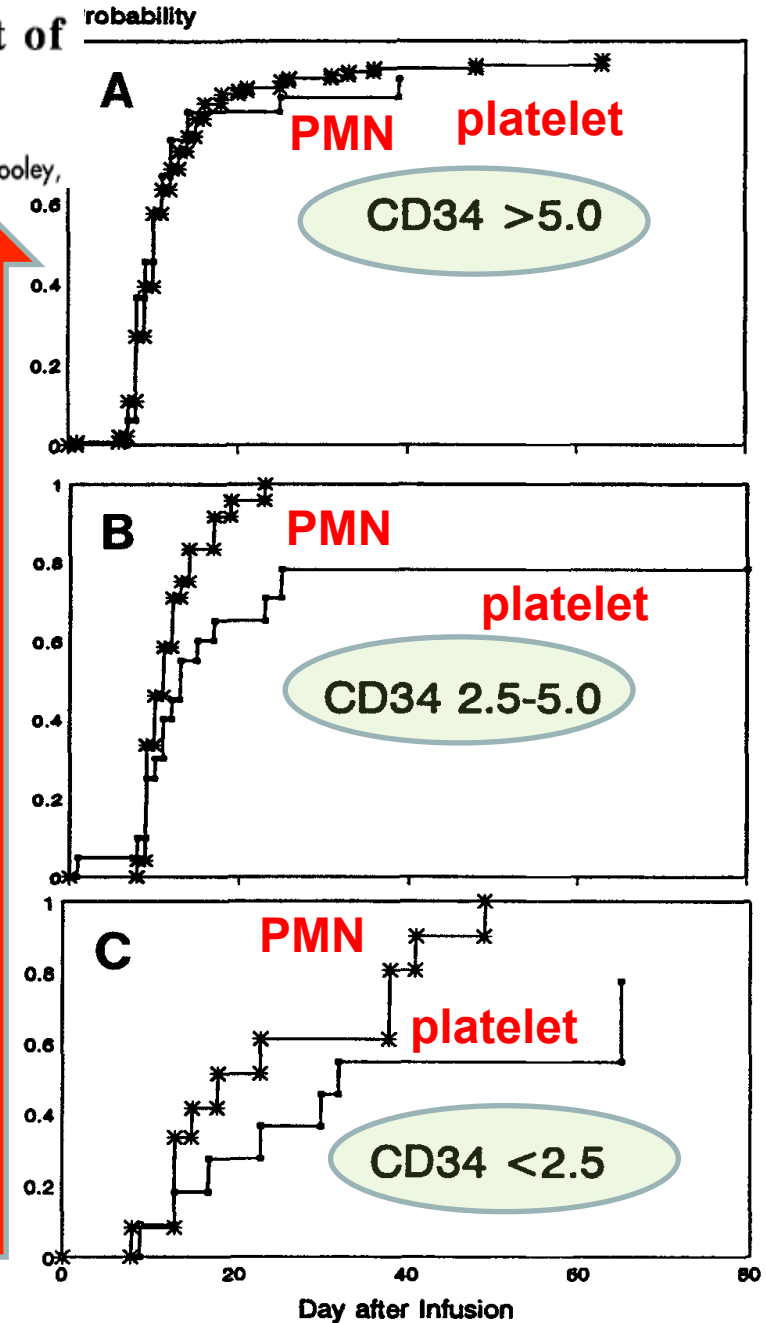 t of
robability
A
PMN platelet
ooley,
CD34 >5.0
0.6
0.4
0.2
0
1
B
PMN
0.8
platelet
0.6
CD34 2.5-5.0
0.4
0.2
0
1
C
PMN
0.8
platelet
0.6
0.4
CD34 <2.5
0.2
0
0 20 40 60 80
Day after Infusion